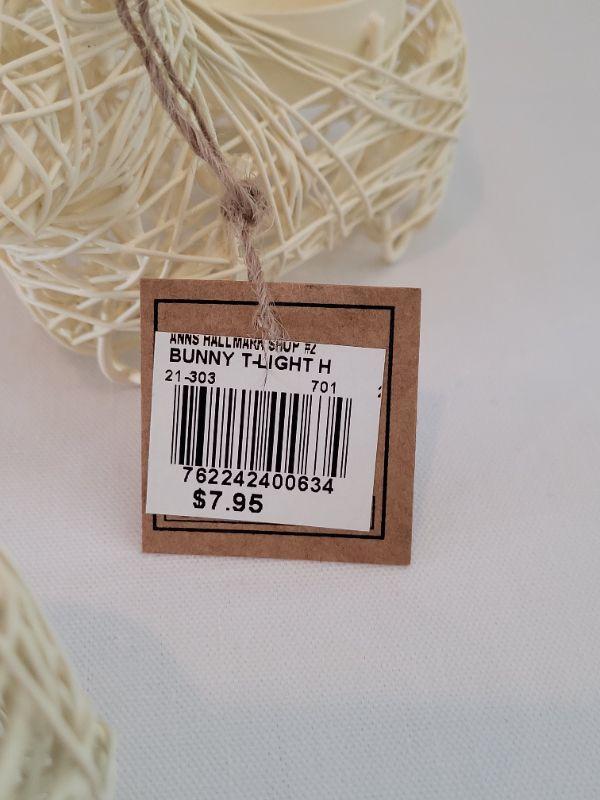 ANNS HALLMARK SHOP #2
BUNNY T-LIGHT H
21-303 701
762242400634
$7.95